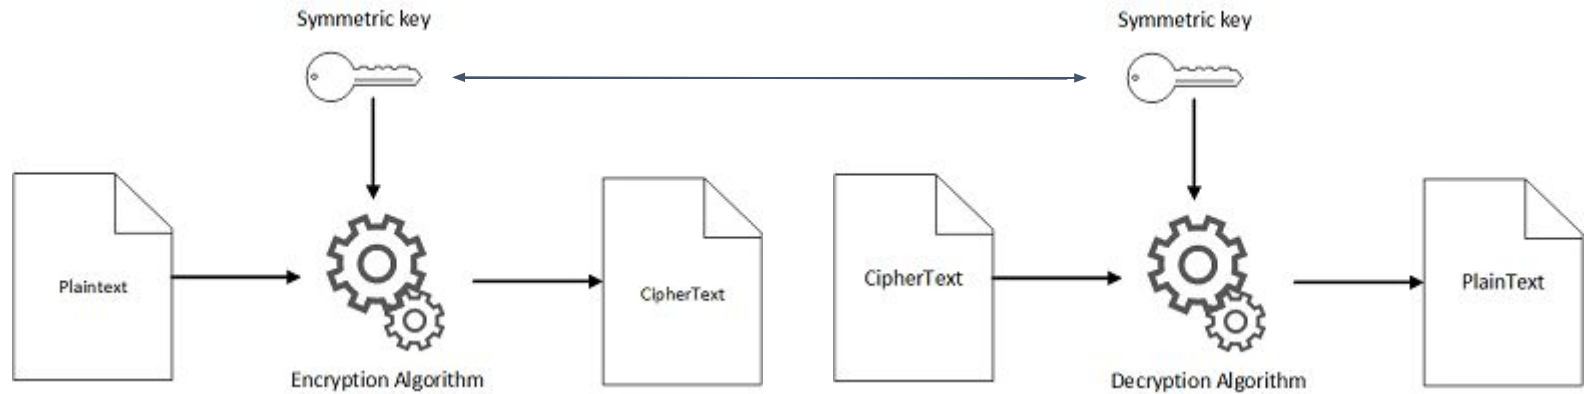 Symmetric key
Symmetric key
Plaintext
CipherText
CipherText
PlainText
Encryption Algorithm
Decryption Algorithm